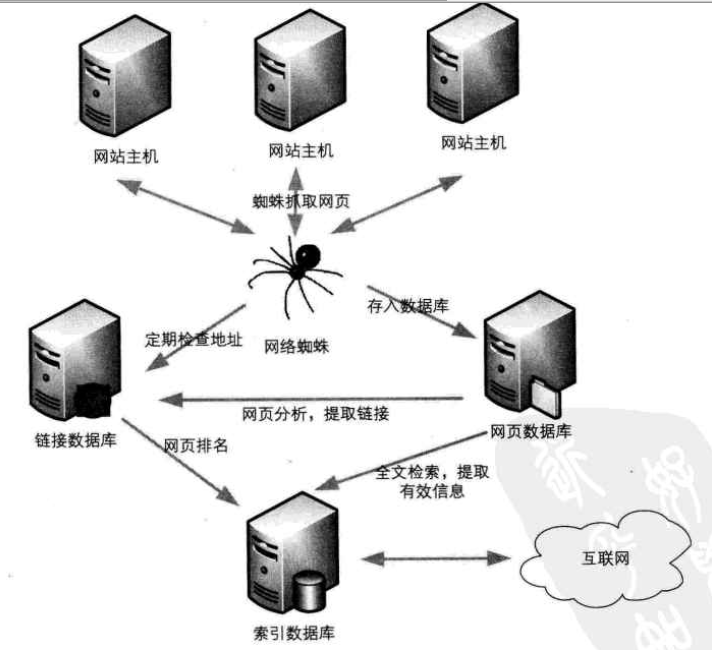 网站主机
网站主机
网站主机
蜘蛛抓取网页
存入数据库
定期检查地址
网络蜘蛛
网页分析，提取链接
网页数据库
链接数据库
网页排名
全文检索，提取
有效信息
互联网
索引数据库